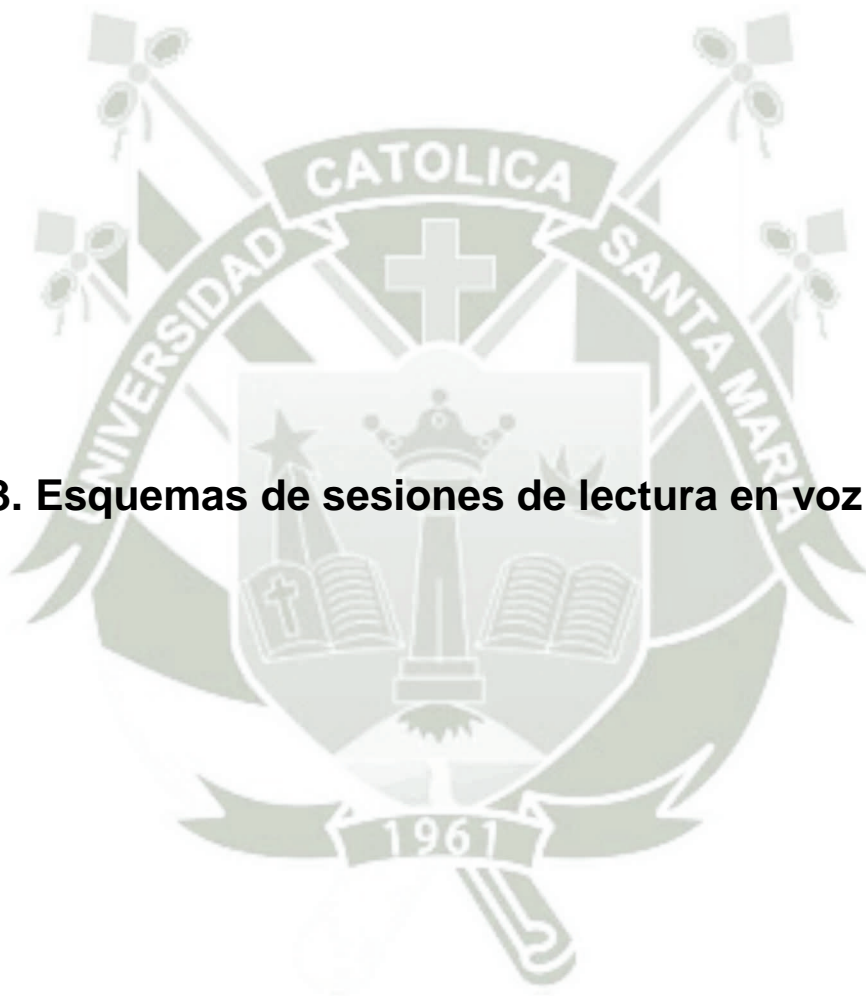 CATOLICA
UNIVERSIDAD
SANTA MARIA
3. Esquemas de sesiones de lectura en voz
1961